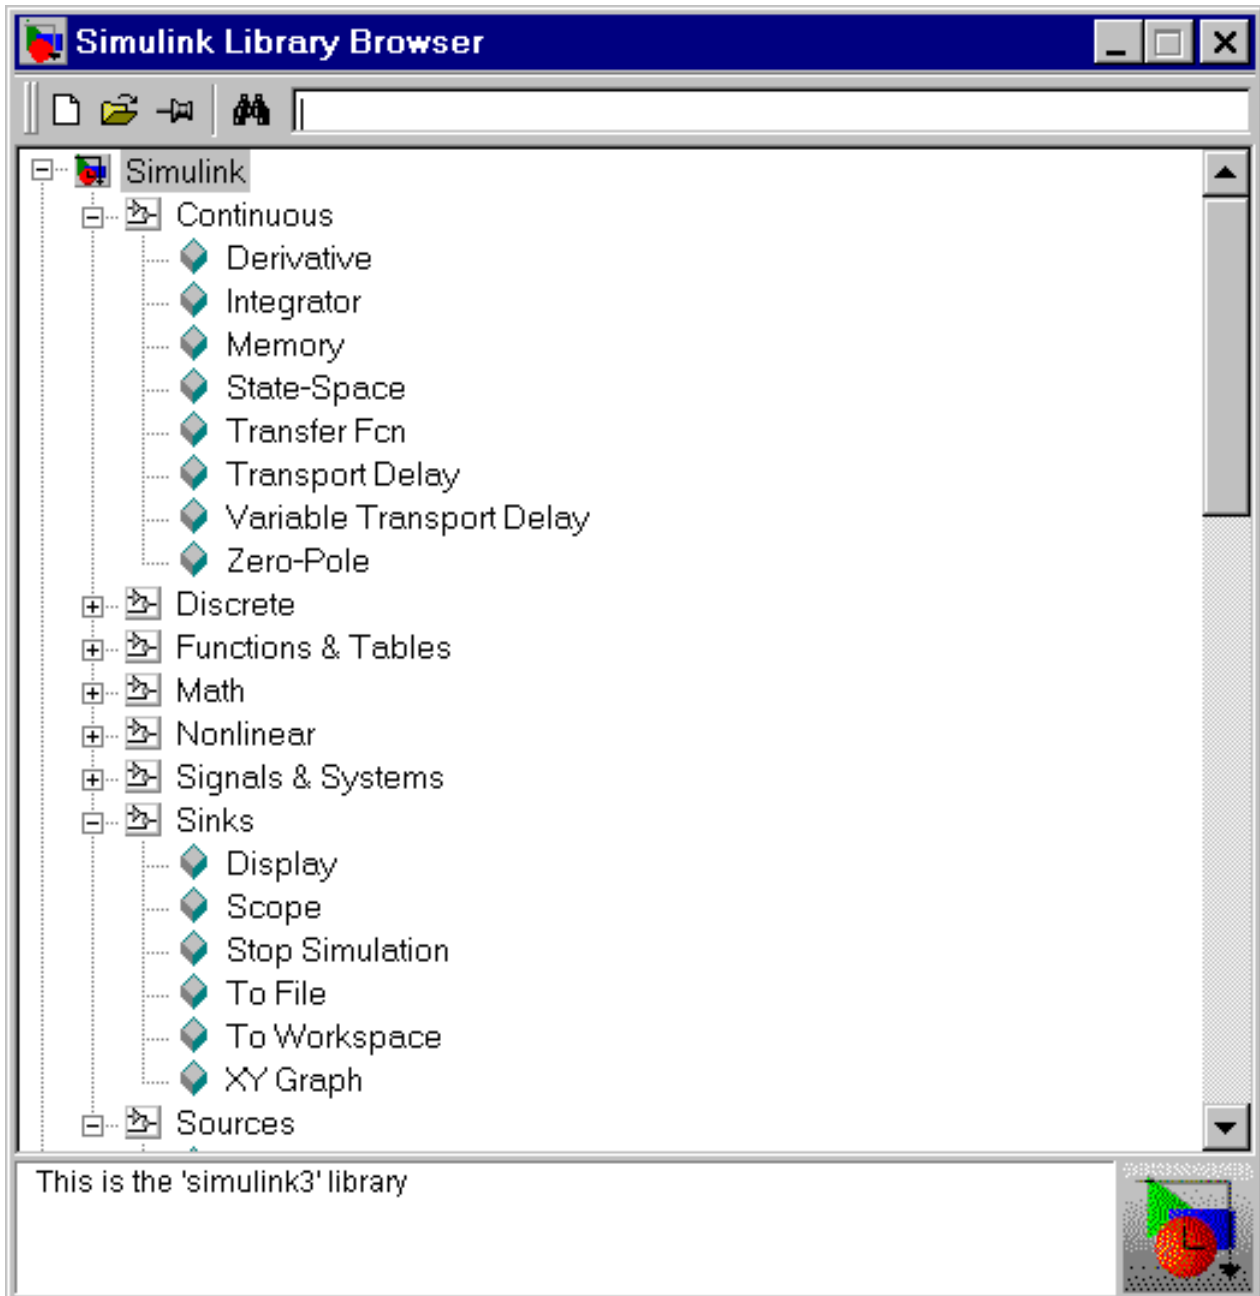 Simulink Library Browser
Simulink
Continuous
Derivative
Integrator
Memory
State-Space
Transfer Fcn
Transport Delay
Variable Transport Delay
Zero-Pole
Discrete
Functions & Tables
Math
Nonlinear
Signals & Systems
Sinks
Display
Scope
Stop Simulation
To File
To Workspace
XY Graph
Sources
This is the 'simulink3' library